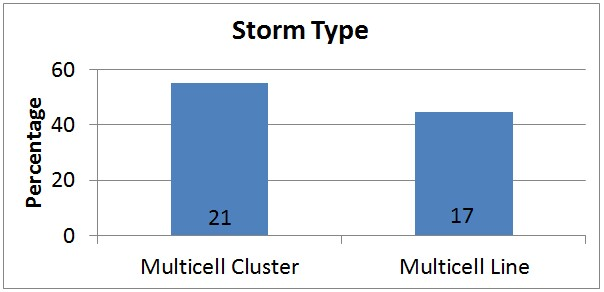 Storm Type
Percentage
60
40
20
0
21
17
Multicell Cluster
Multicell Line